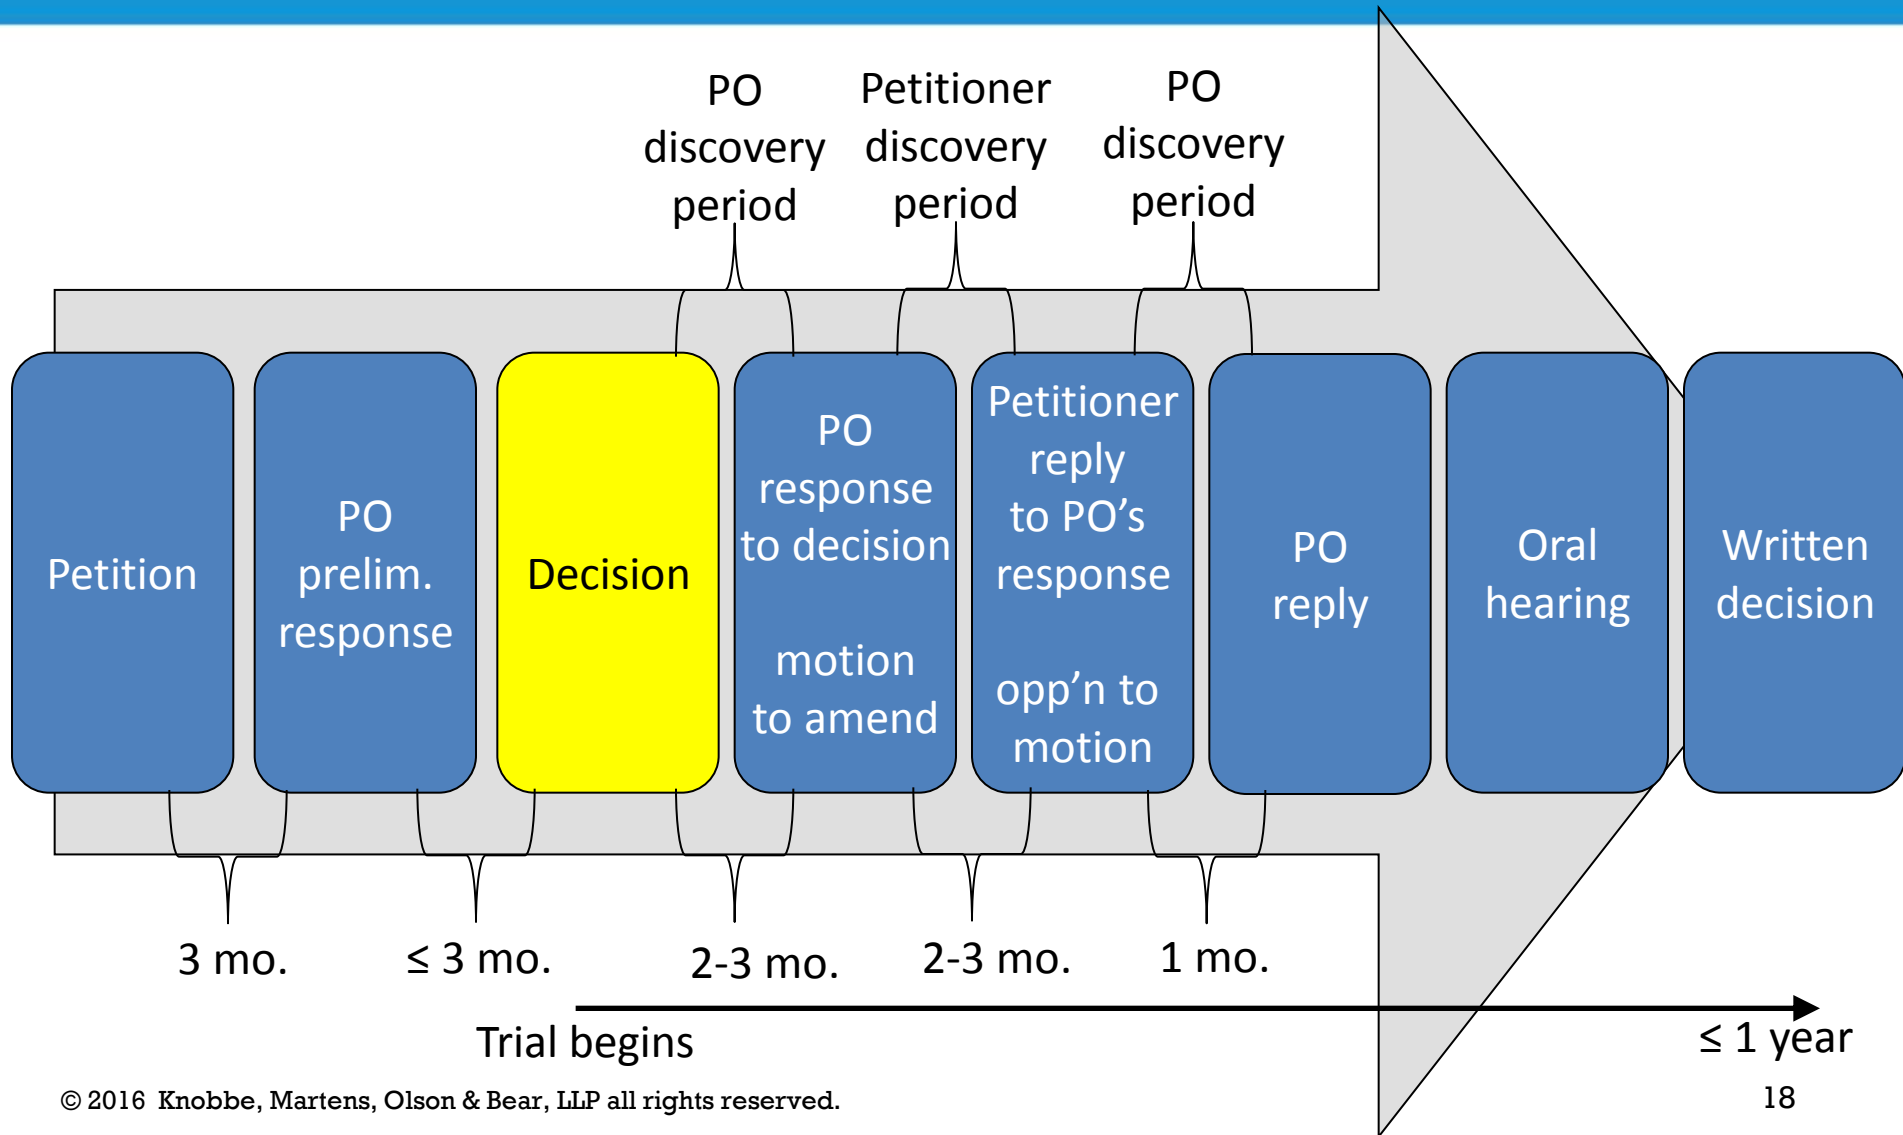 PO
discovery
period
Petitioner
discovery
period
PO
discovery
period
Petition
PO
prelim.
response
Decision
PO
response
to decision
motion
to amend
Petitioner
reply
to PO’s
response
opp’n to
motion
PO
reply
Oral
hearing
Written
decision
3 mo.
≤ 3 mo.
2-3 mo.
2-3 mo.
1 mo.
Trial begins
≤ 1 year
© 2016 Knobbe, Martens, Olson & Bear, LLP all rights reserved.
18